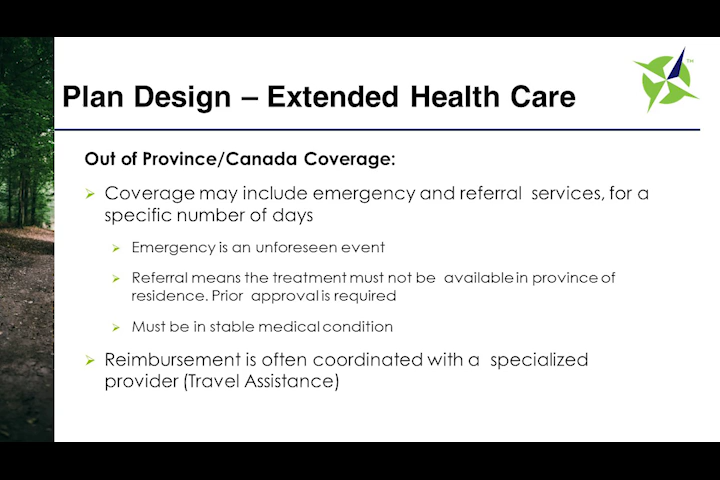 Plan Design – Extended Health Care
TM
Out of Province/Canada Coverage:
Coverage may include emergency and referral services, for a
specific number of days
Emergency is an unforeseen event
Referral means the treatment must not be available in province of
residence. Prior approval is required
Must be in stable medical condition
Reimbursement is often coordinated with a specialized
provider (Travel Assistance)